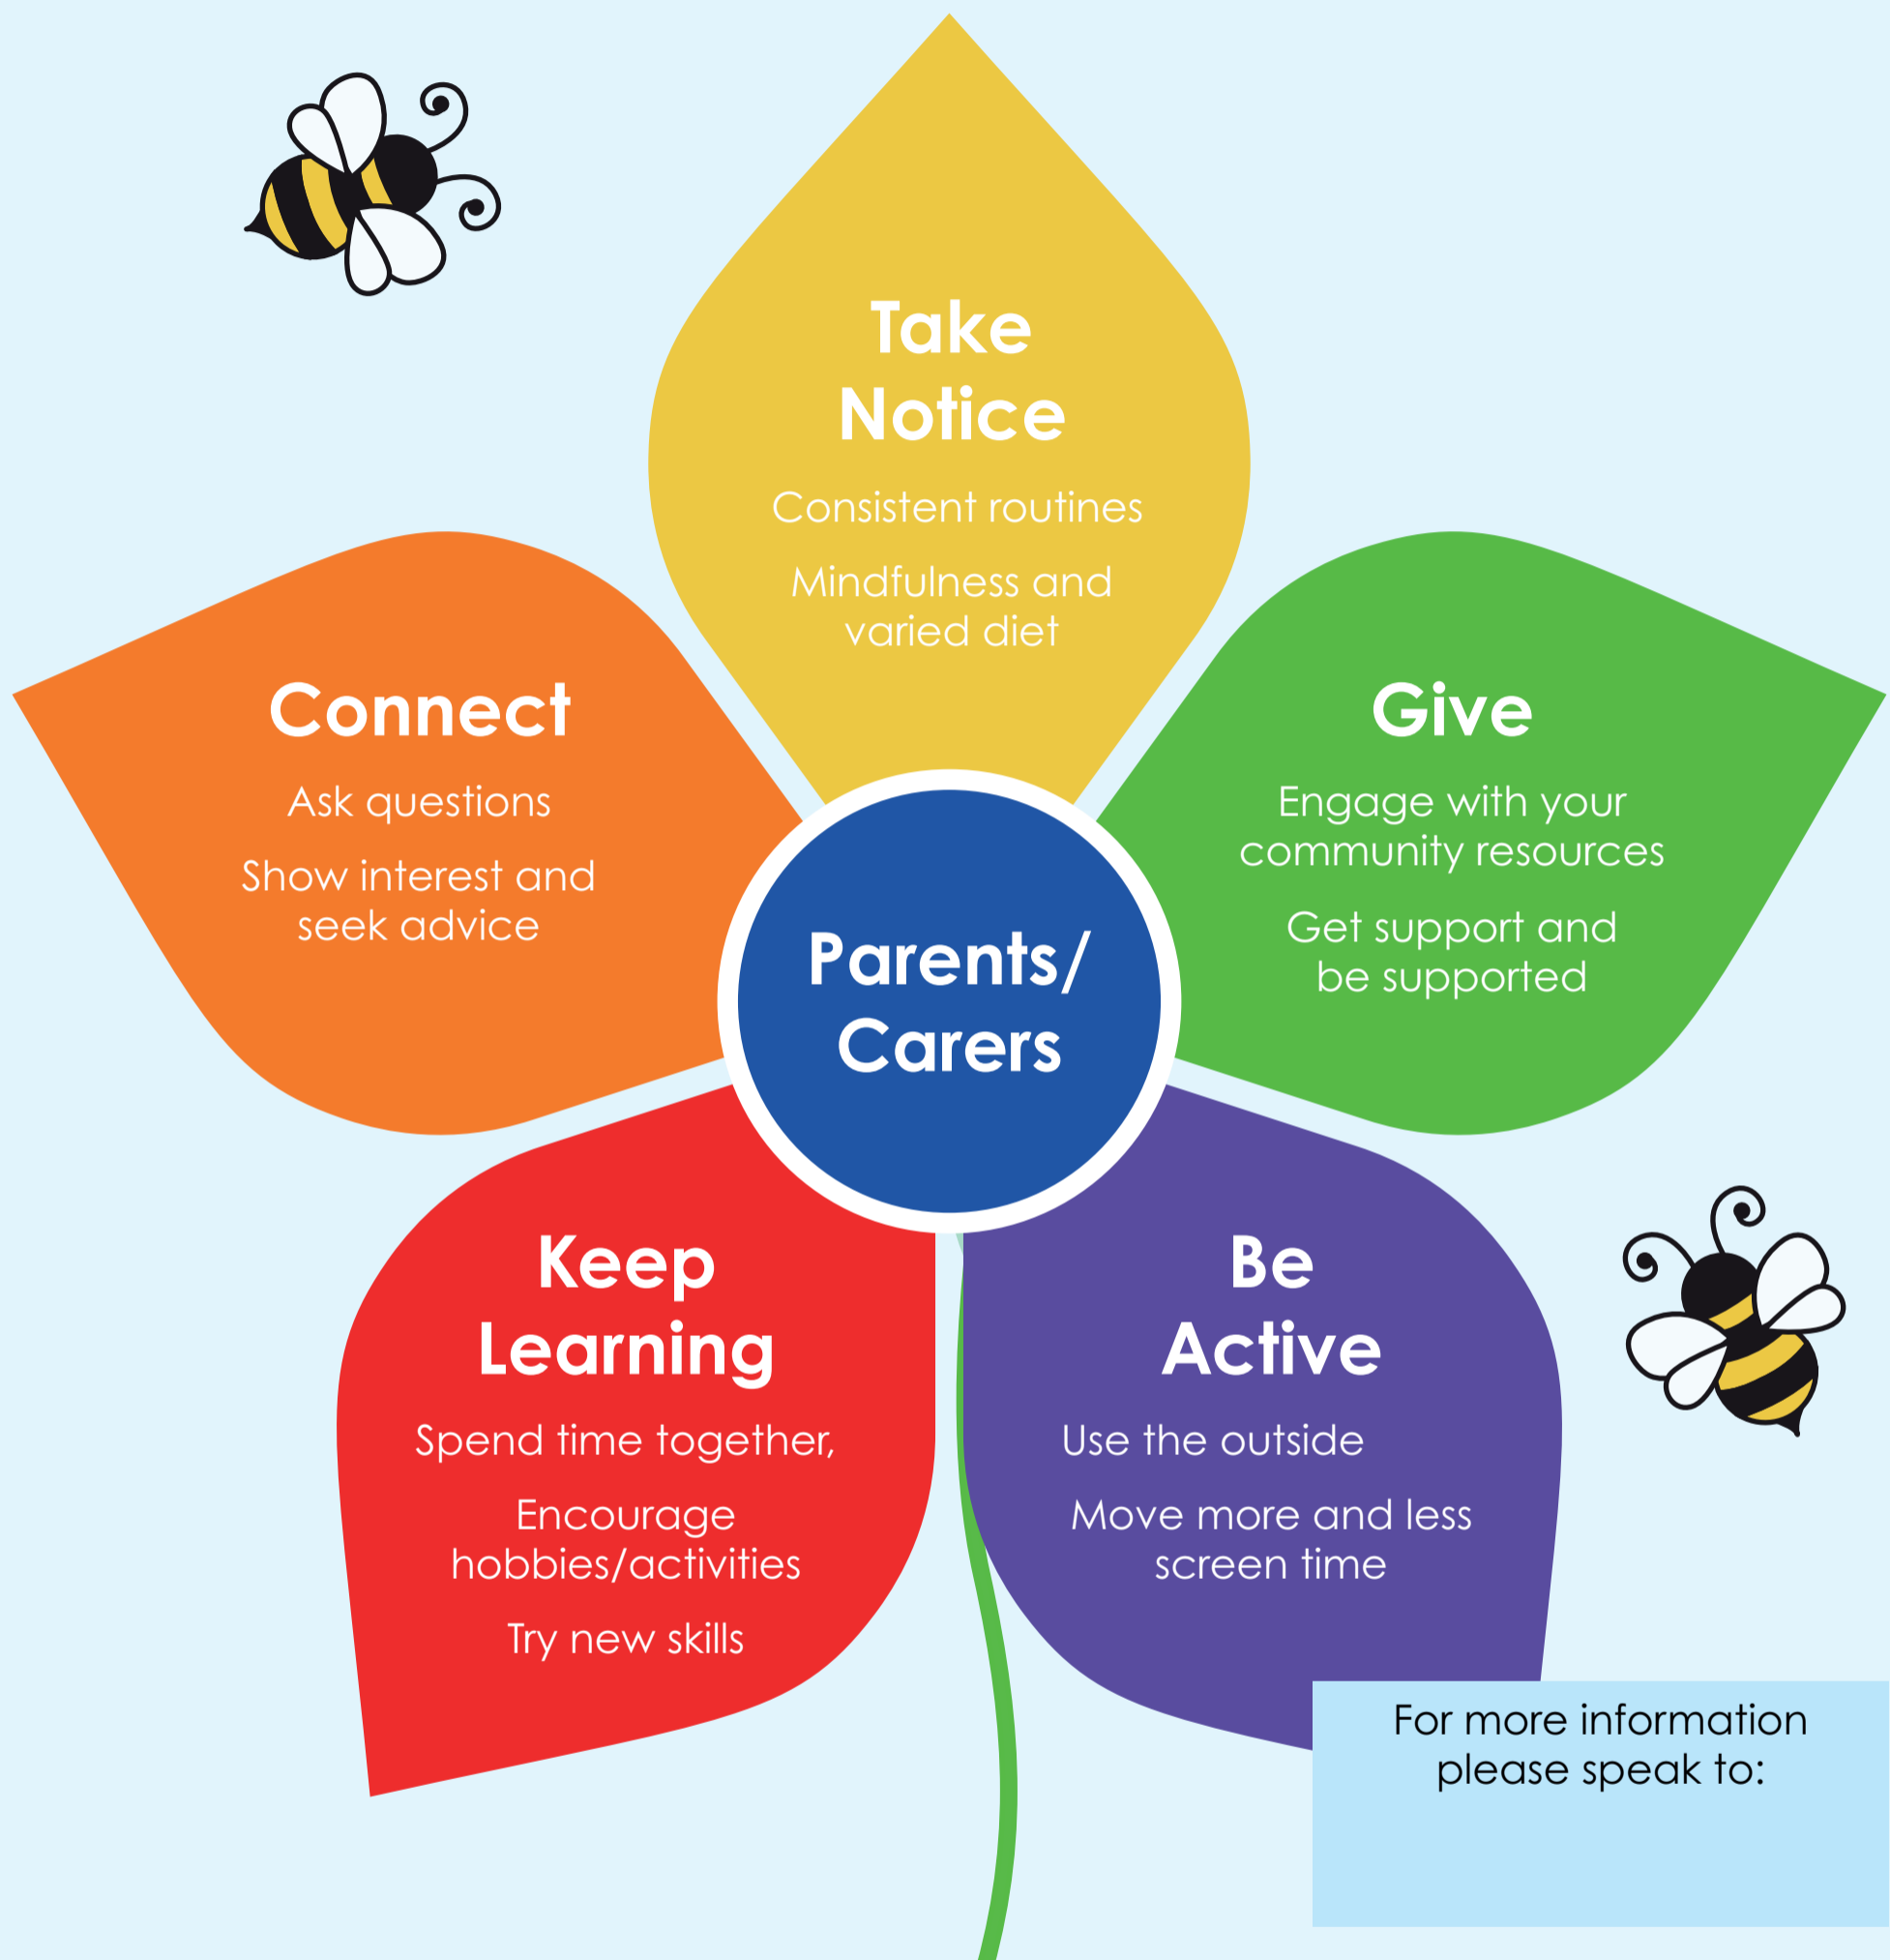 Take
Notice
Consistent routines
Mindfulness and
varied diet
Connect
Ask questions
Show interest and
seek advice
Give
Engage with your
community resources
Get support and
be supported
Parents/
Carers
Keep
Learning
Spend time together,
Encourage
hobbies/activities
Try new skills
Be
Active
Use the outside
Move more and less
screen time
For more information
please speak to: